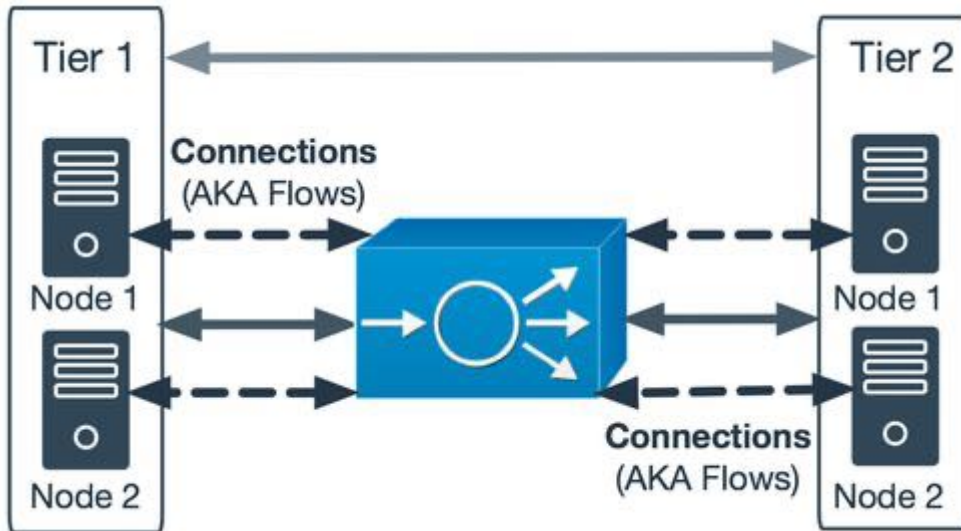 Tier 1
Tier 2
Connections
(AKA Flows)
Node 1
Node 1
Node 2
Connections
(AKA Flows)
Node 2